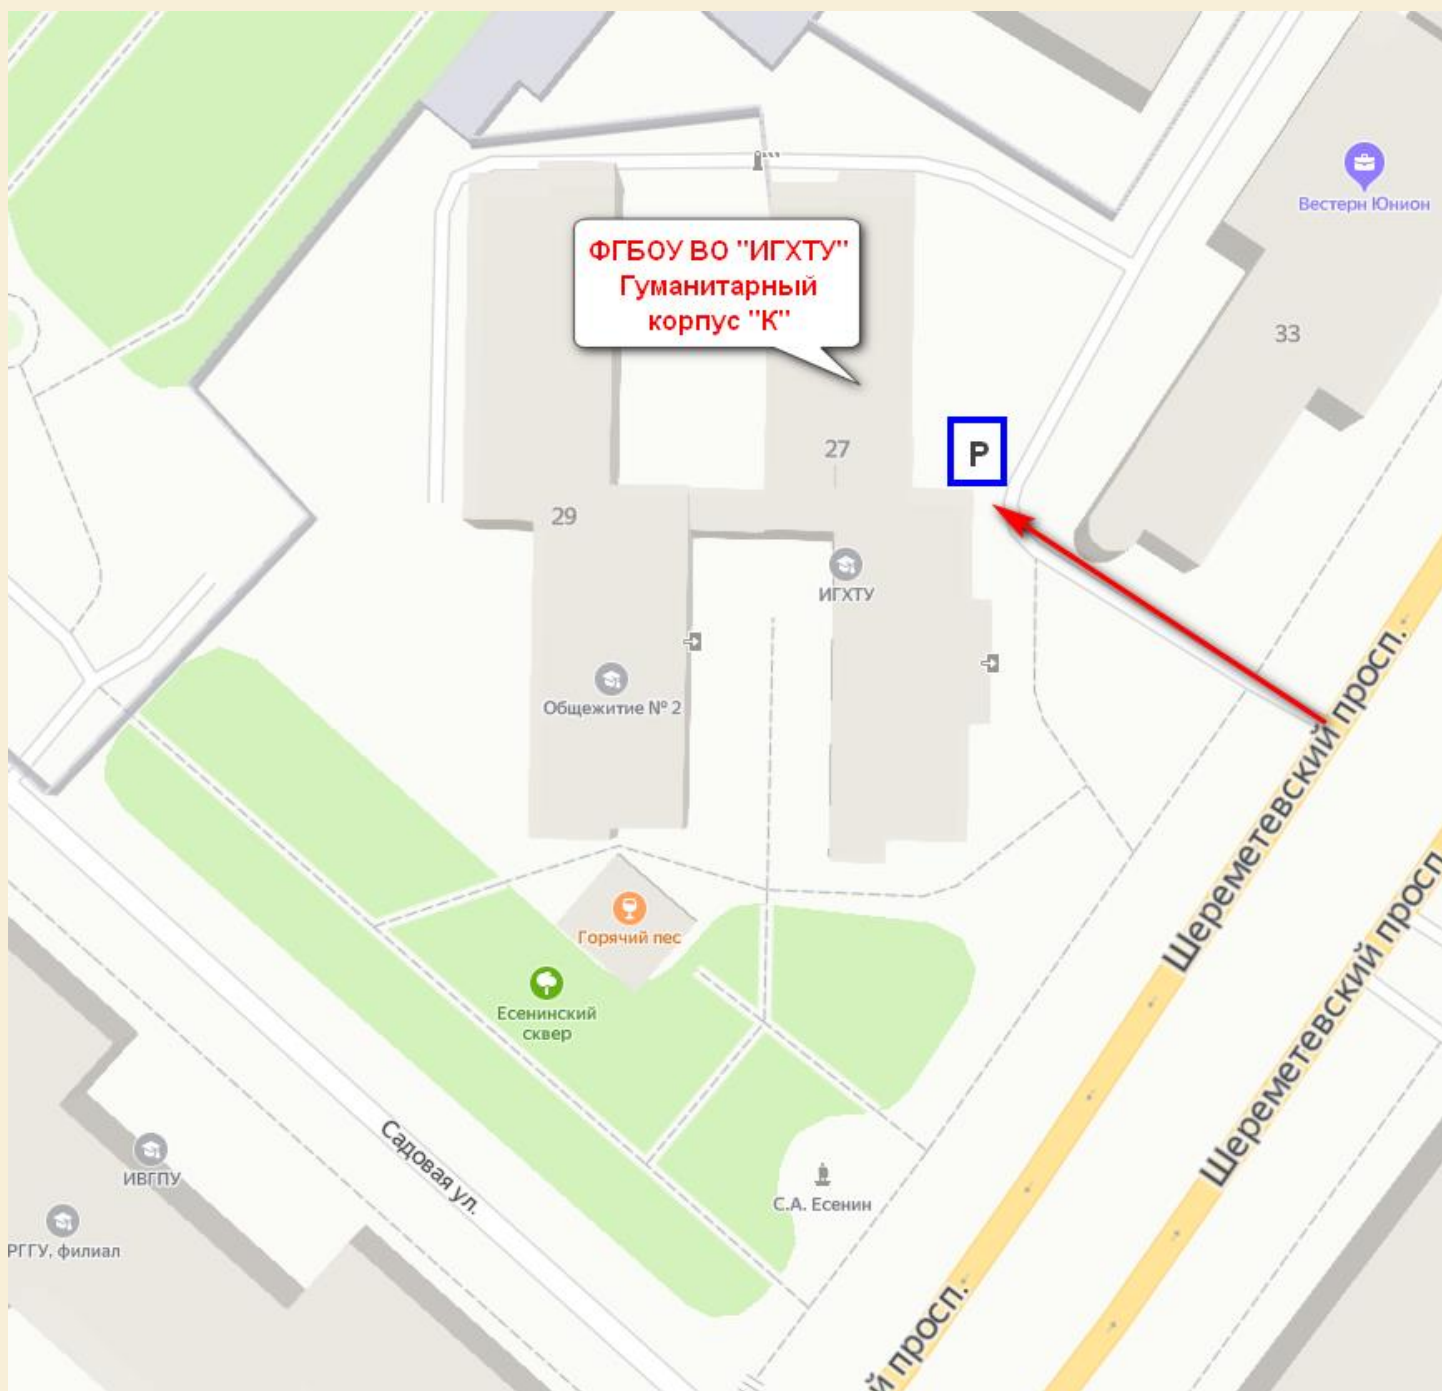 Вестерн Юнион
ФГБОУ ВО "ИГХТУ"
Гуманитарный
корпус "К"
33
27
P
29
ИГХТУ
Общежитие № 2
Шереметевский просп.
Шереметевский просп.
Горячий пес
Есенинский
сквер
Садовая ул.
ИВГПУ
С.А. Есенин
РГГУ, филиал
й просп.